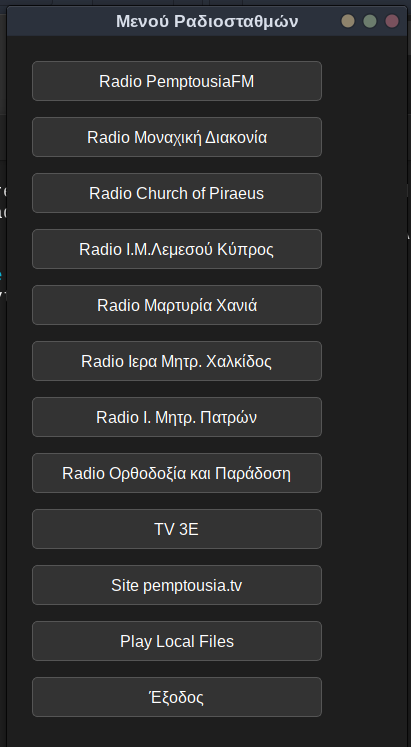 Μενού Ραδιοσταθμών
Radio PemptousiaFM
Radio Μοναχική Διακονία
Radio Church of Piraeus
Radio Ι.Μ.Λεμεσού Κύπρος
Radio Μαρτυρία Χανιά
Radio Ιερα Μητρ. Χαλκίδος
Radio Ι. Μητρ. Πατρών
Radio Ορθοδοξία και Παράδοση
TV 3E
Site pemptousia.tv
Play Local Files
Έξοδος